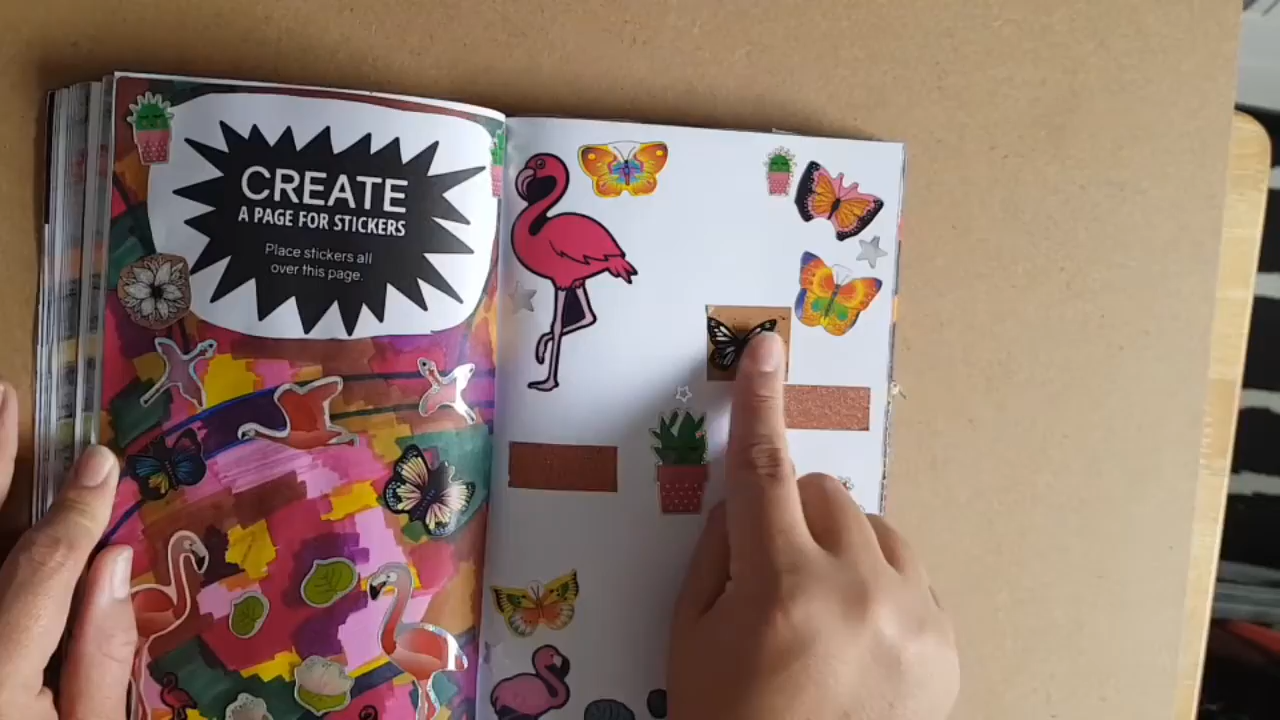 CREATE
A PAGE FOR STICKERS
Place stickers all
over this page.